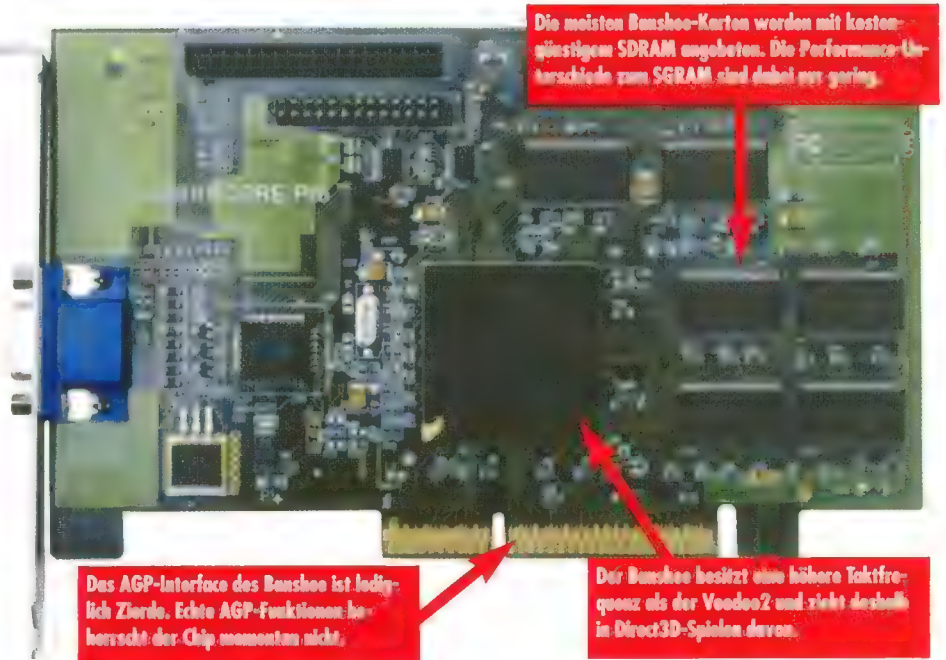 Die meisten Banshee-Karten werden mit kosten-
günstigem SDRAM angeboten. Die Performance-Un-
terschiede zum SGRAM sind dabei nur gering.
Das AGP-Interface des Banshee ist ledig-
lich Zierde. Echte AGP-Funktionen be-
herrscht der Chip momentan nicht.
Der Banshee besitzt eine höhere Taktfre-
quenz als der Voodoo2 und zieht deshalb
in Direct3D-Spielen davon.